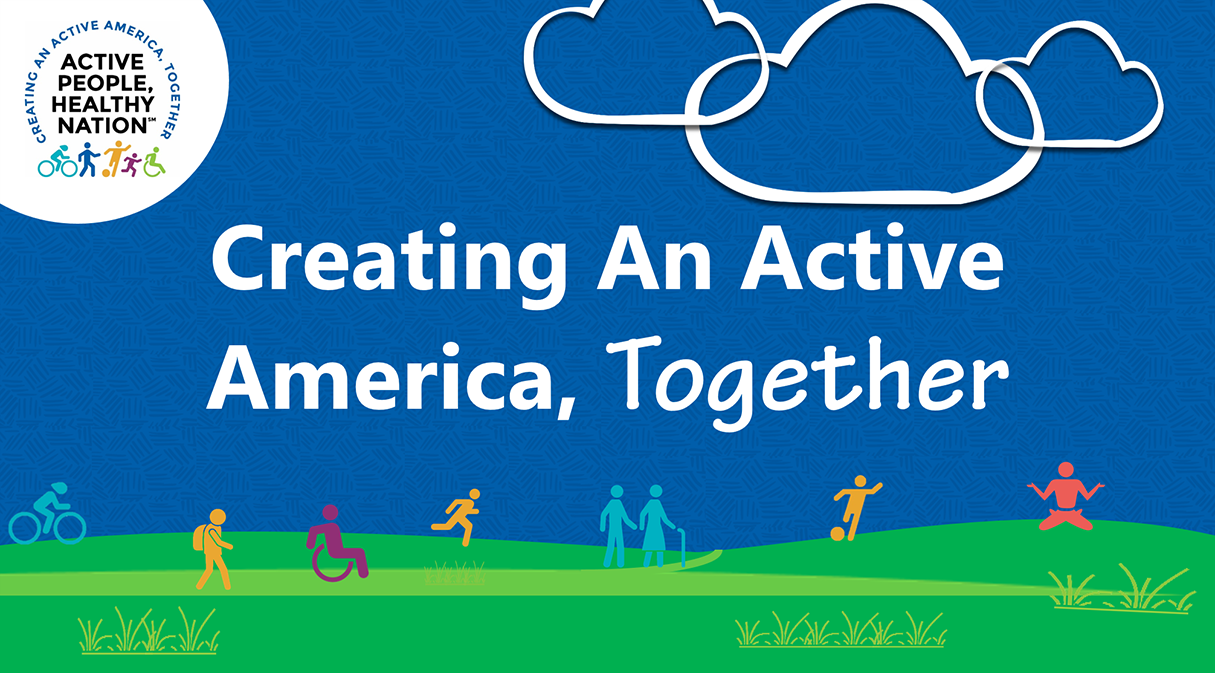 CREATING AN ACTIVE AMERICA, TOGETHER
ACTIVE
PEOPLE,
HEALTHY
NATION℠
Creating An Active
America, Together